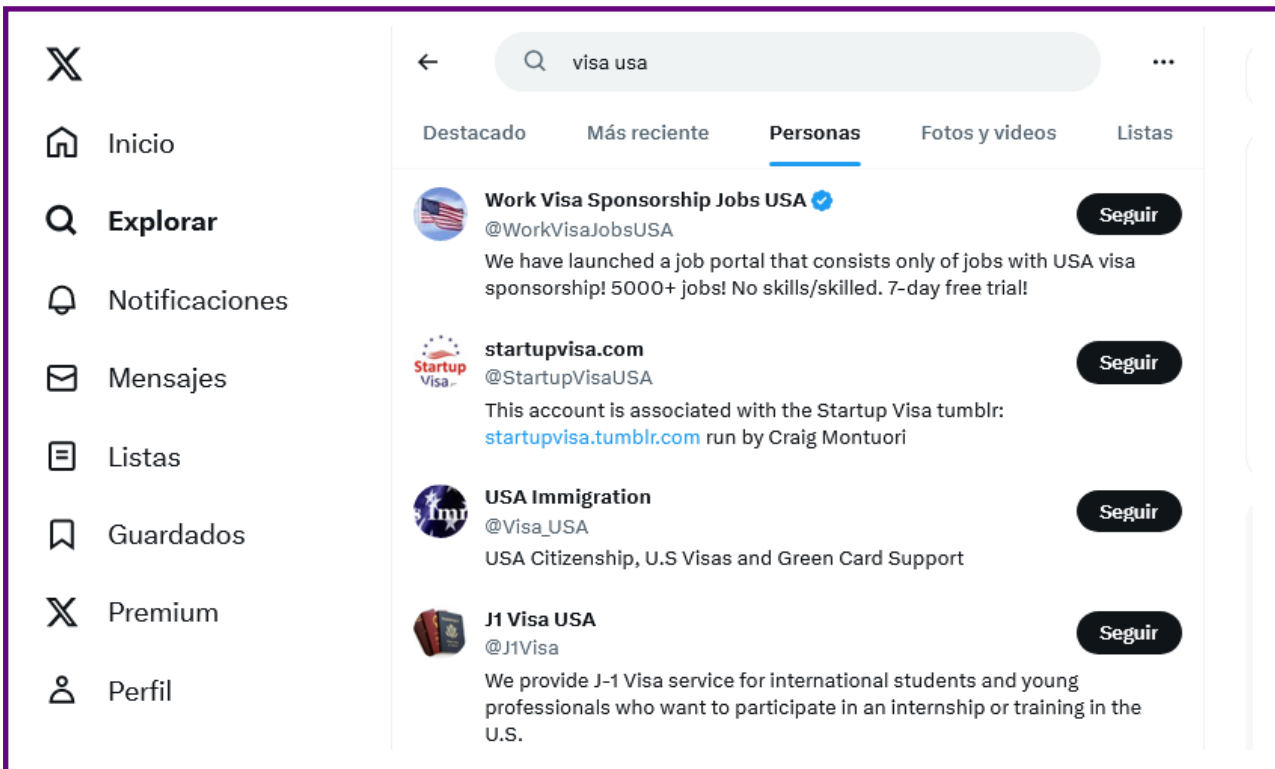 visa usa
Inicio
Explorar
Notificaciones
Mensajes
Listas
Guardados
Premium
Perfil
Destacado Más reciente Personas Fotos y videos Listas
Work Visa Sponsorship Jobs USA
@WorkVisaJobsUSA
Seguir
We have launched a job portal that consists only of jobs with USA visa
sponsorship! 5000+ jobs! No skills/skilled. 7-day free trial!
Startup
Visa
startupvisa.com
@StartupVisaUSA
Seguir
This account is associated with the Startup Visa tumblr:
startupvisa.tumblr.com run by Craig Montuori
USA Immigration
@Visa_USA
Seguir
USA Citizenship, U.S Visas and Green Card Support
J1 Visa USA
@J1Visa
Seguir
We provide J-1 Visa service for international students and young
professionals who want to participate in an internship or training in the
U.S.